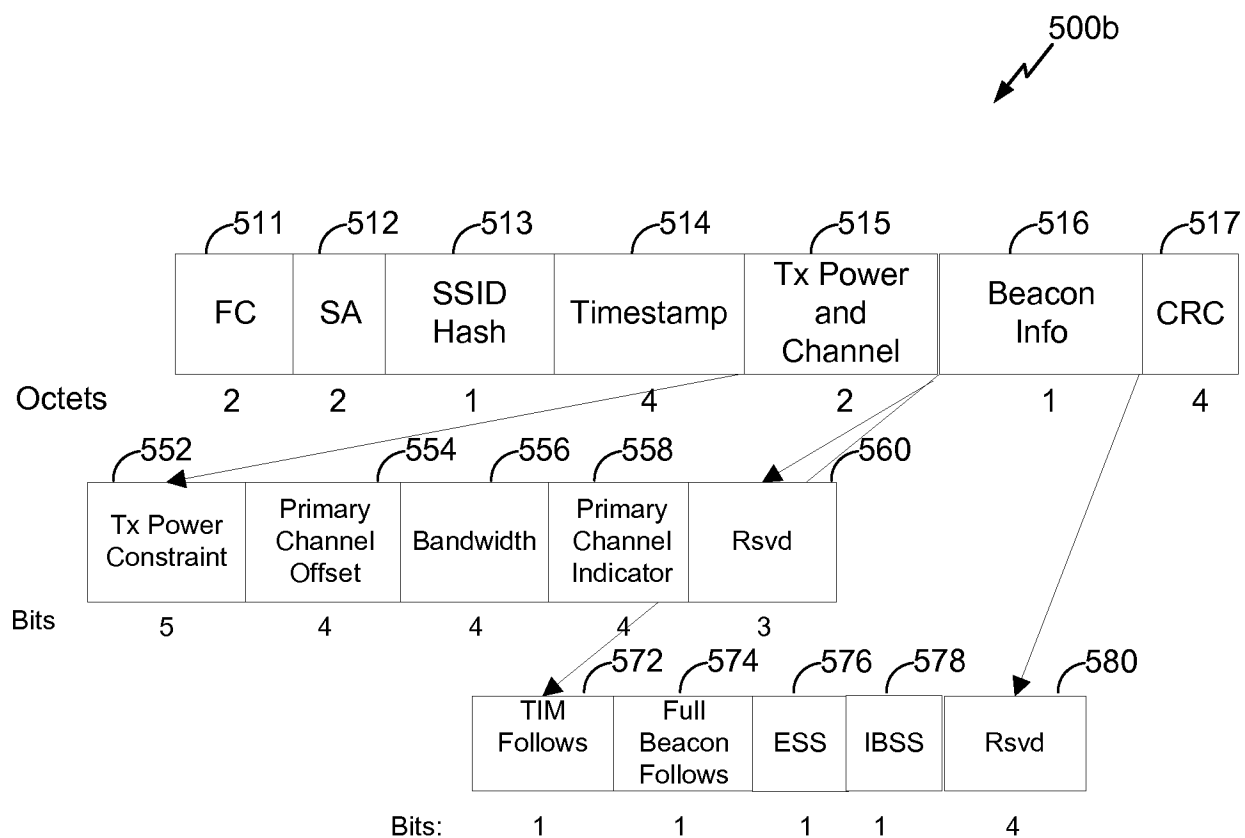 500b
511 512 513 514 515 516 517
FC SA SSID Hash Timestamp Tx Power and Channel Beacon Info CRC
Octets 2 2 1 4 2 1 4
552 554 556 558 560
Tx Power Constraint Primary Channel Offset Bandwidth Primary Channel Indicator Rsvd
Bits 5 4 4 4 3
572 574 576 578 580
TIM Follows Full Beacon Follows ESS IBSS Rsvd
Bits: 1 1 1 1 4